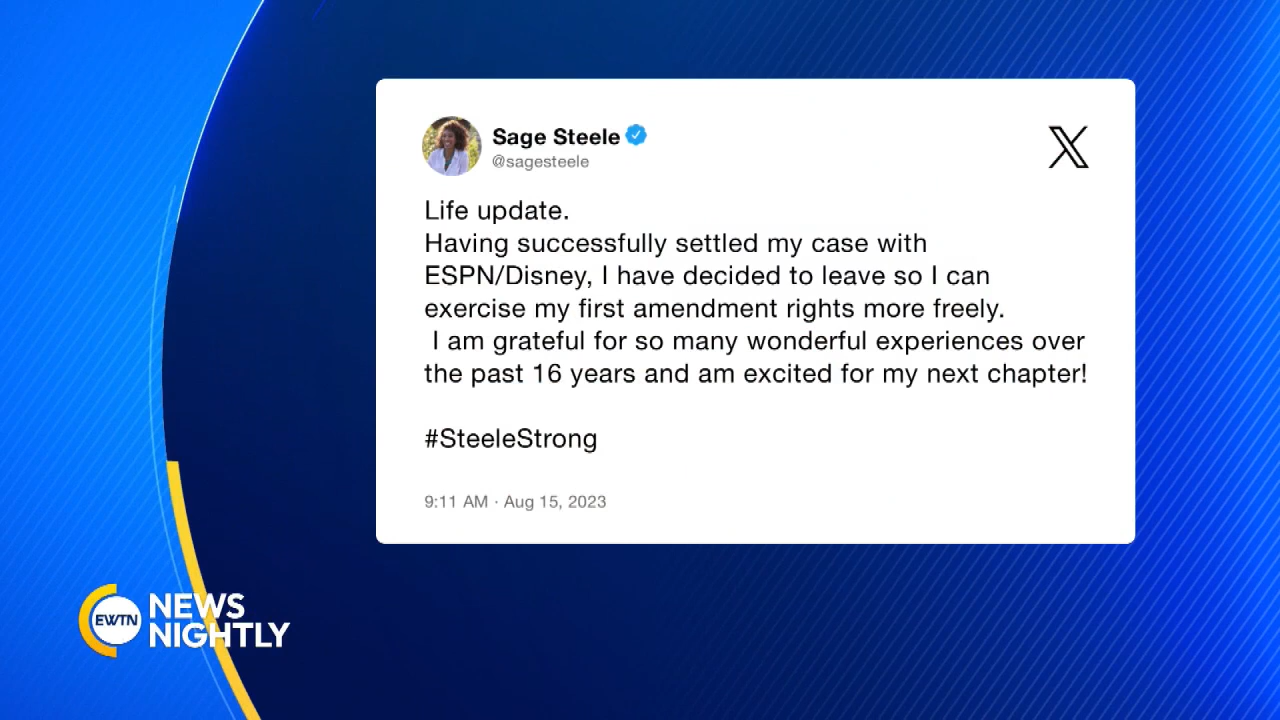 Sage Steele
@sagesteele
X
Life update.
Having successfully settled my case with
ESPN/Disney, I have decided to leave so I can
exercise my first amendment rights more freely.
I am grateful for so many wonderful experiences over
the past 16 years and am excited for my next chapter!
#SteeleStrong
9:11 AM · Aug 15, 2023
EWTN
NEWS
NIGHTLY